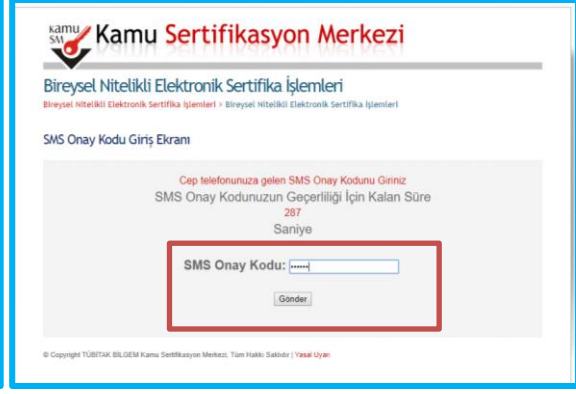 kamu
SM
Kamu Sertifikasyon Merkezi
Bireysel Nitelikli Elektronik Sertifika İşlemleri
Bireysel Nitelikli Elektronik Sertifika İşlemleri > Bireysel Nitelikli Elektronik Sertifika İşlemleri
SMS Onay Kodu Giriş Ekranı
Cep telefonunuza gelen SMS Onay Kodunu Giriniz
SMS Onay Kodunuzun Geçerliliği İçin Kalan Süre
287
Saniye
SMS Onay Kodu: ••••••
Gönder
© Copyright TÜBİTAK BİLGEM Kamu Sertifikasyon Merkezi, Tüm Hakkı Saklıdır | Yasal Uyarı